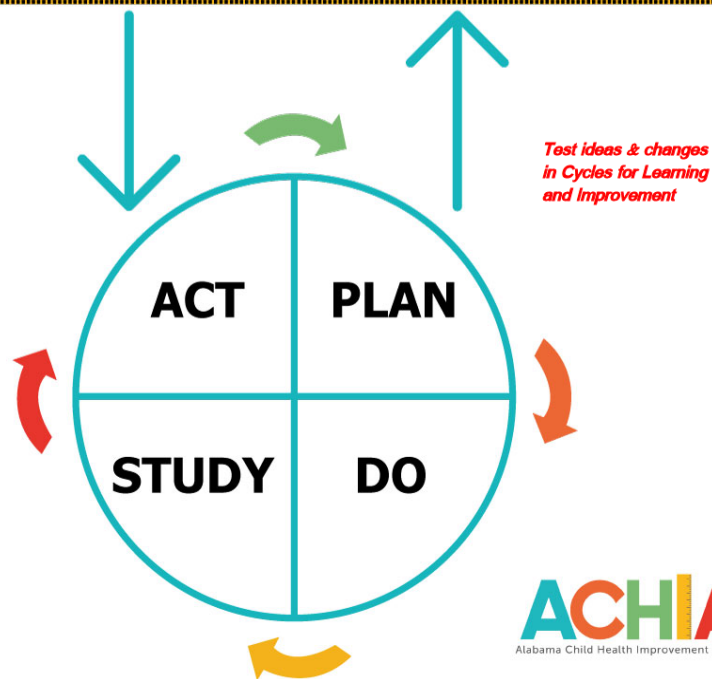 Test ideas & changes
in Cycles for Learning
and Improvement
ACT PLAN
STUDY DO
ACHIA
Alabama Child Health Improvement